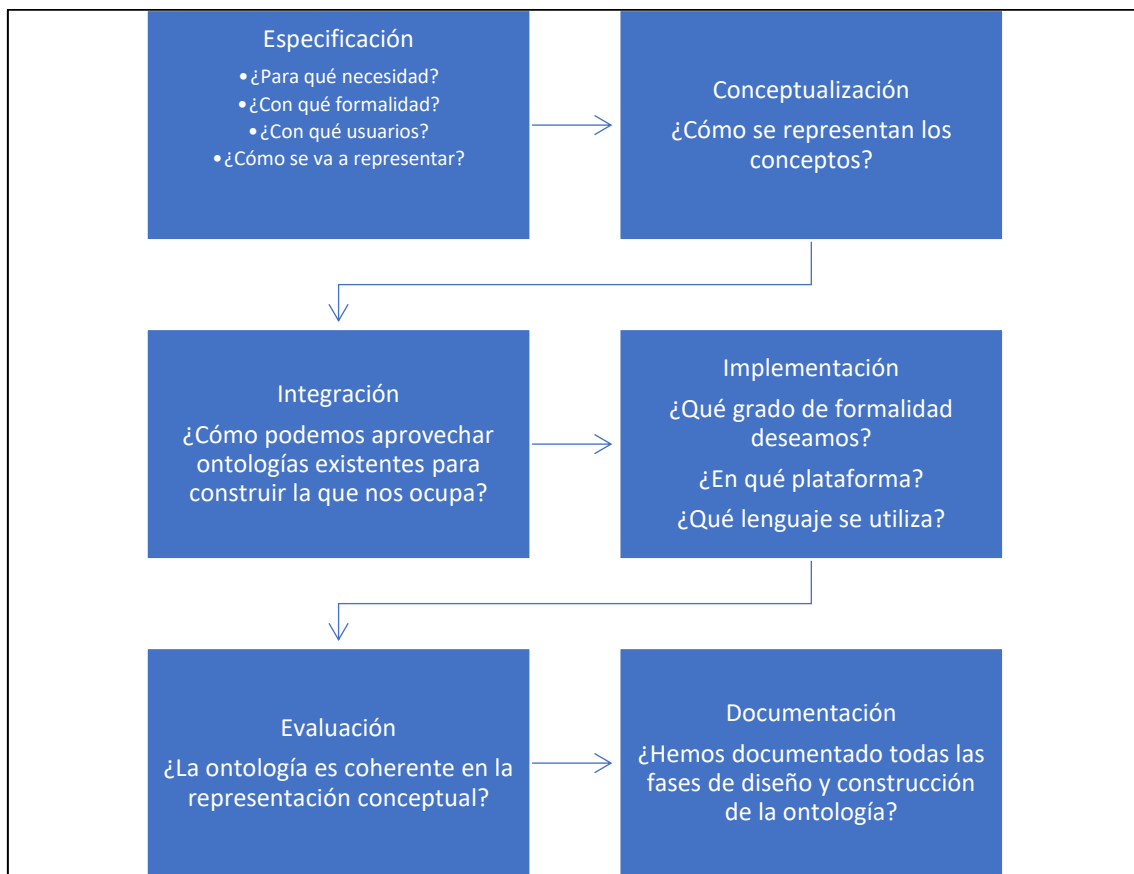 Especificación
• ¿Para qué necesidad?
• ¿Con qué formalidad?
• ¿Con qué usuarios?
• ¿Cómo se va a representar?
Conceptualización
¿Cómo se representan los
conceptos?
Integración
¿Cómo podemos aprovechar
ontologías existentes para
construir la que nos ocupa?
Implementación
¿Qué grado de formalidad
deseamos?
¿En qué plataforma?
¿Qué lenguaje se utiliza?
Evaluación
¿La ontología es coherente en la
representación conceptual?
Documentación
¿Hemos documentado todas las
fases de diseño y construcción
de la ontología?